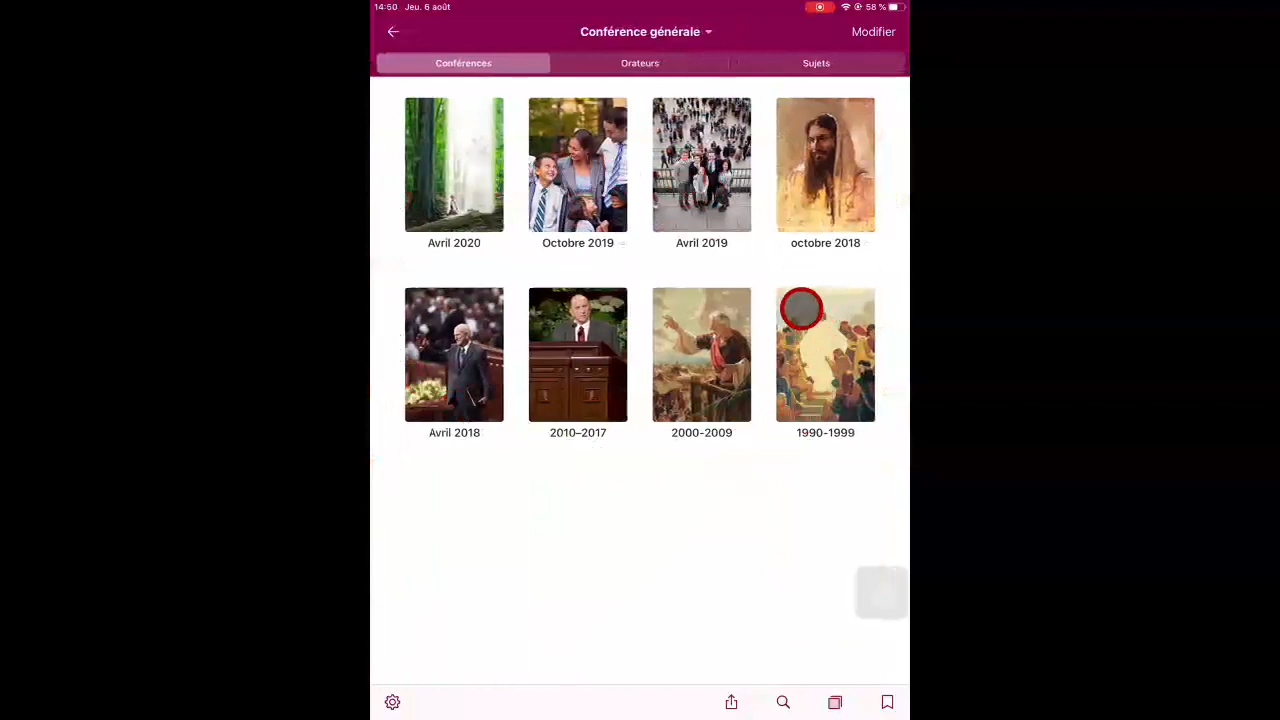 14:50 Jeu. 6 août
58 %
Conférence générale
Modifier
Conférences
Orateurs
Sujets
Avril 2020
Octobre 2019
Avril 2019
octobre 2018
Avril 2018
2010–2017
2000-2009
1990-1999